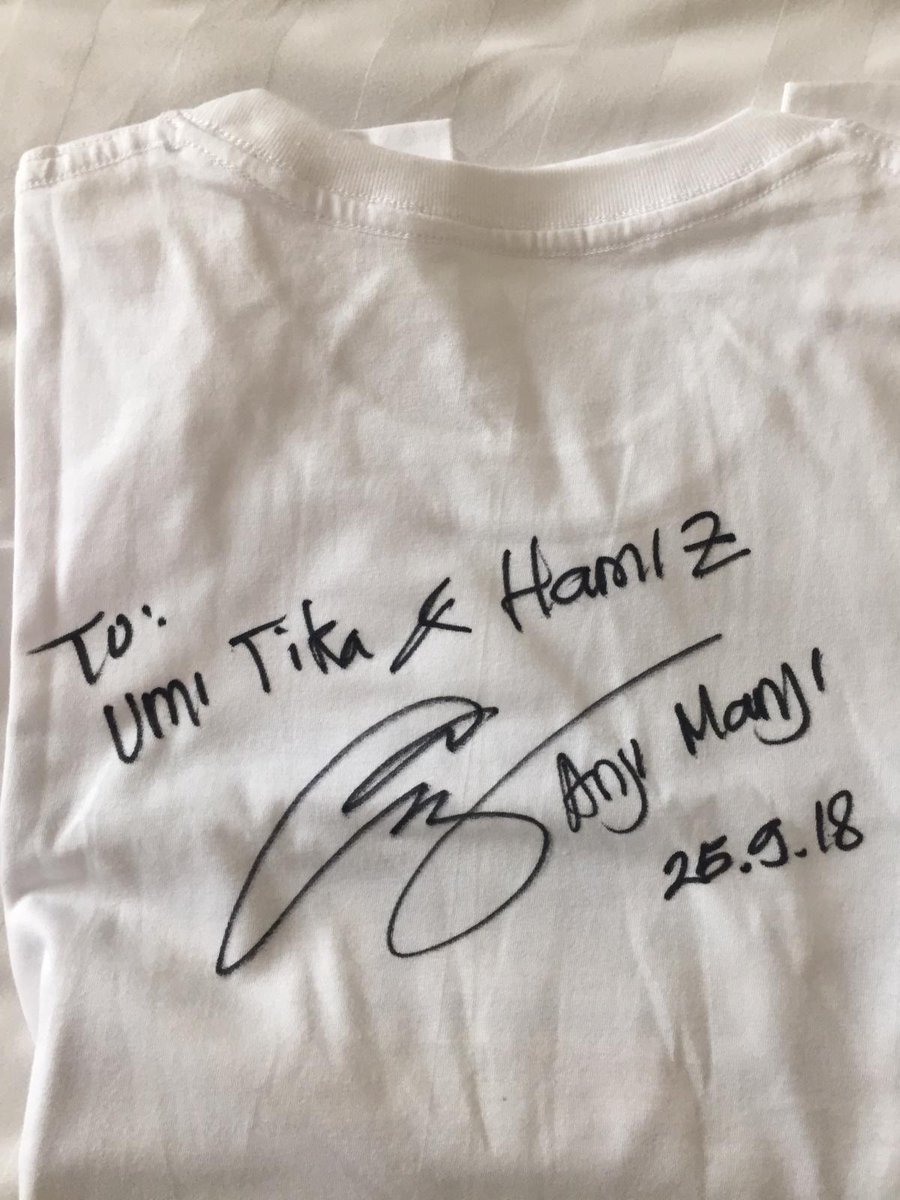 To:
Umi Tika & Hamiz
Anji Manji
25.9.18